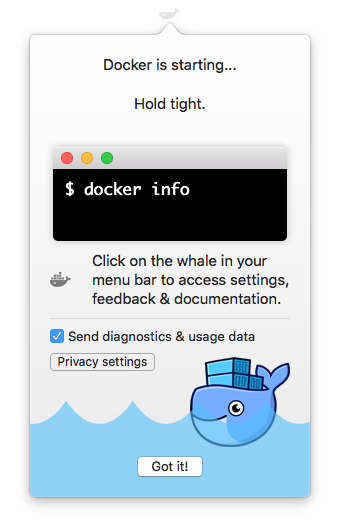 Docker is starting...
Hold tight.
$ docker info
Click on the whale in your
menu bar to access settings,
feedback & documentation.
Send diagnostics & usage data
Privacy settings
Got it!